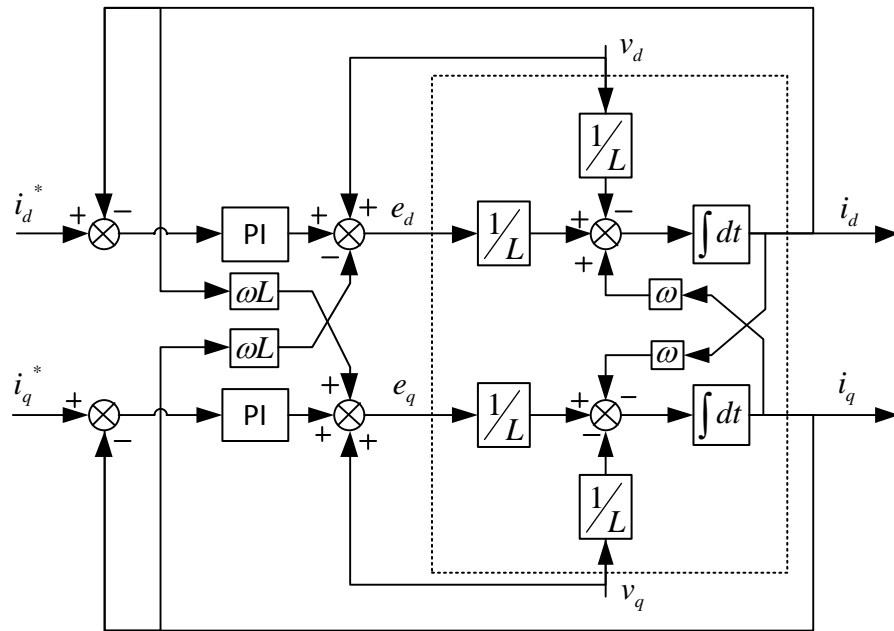 v_d
1/L
i_d^*
+
−
PI
+
+
−
e_d
1/L
+
−
+
∫dt
i_d
ωL
ω
ωL
ω
i_q^*
+
−
PI
+
+
+
e_q
1/L
+
−
−
∫dt
i_q
1/L
v_q